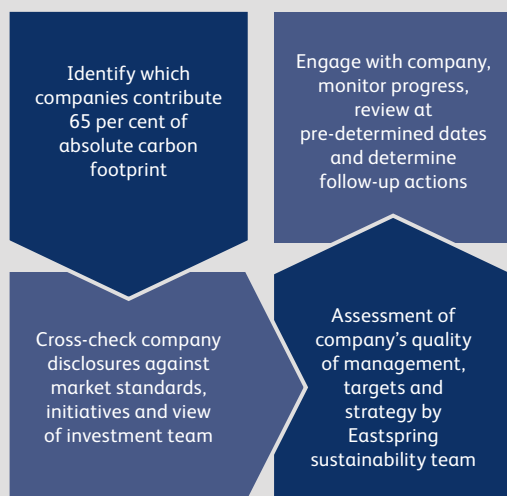 Identify which
companies contribute
65 per cent of
absolute carbon
footprint
Cross-check company
disclosures against
market standards,
initiatives and view
of investment team
Assessment of
company’s quality
of management,
targets and
strategy by
Eastspring
sustainability team
Engage with company,
monitor progress,
review at
pre-determined dates
and determine
follow-up actions